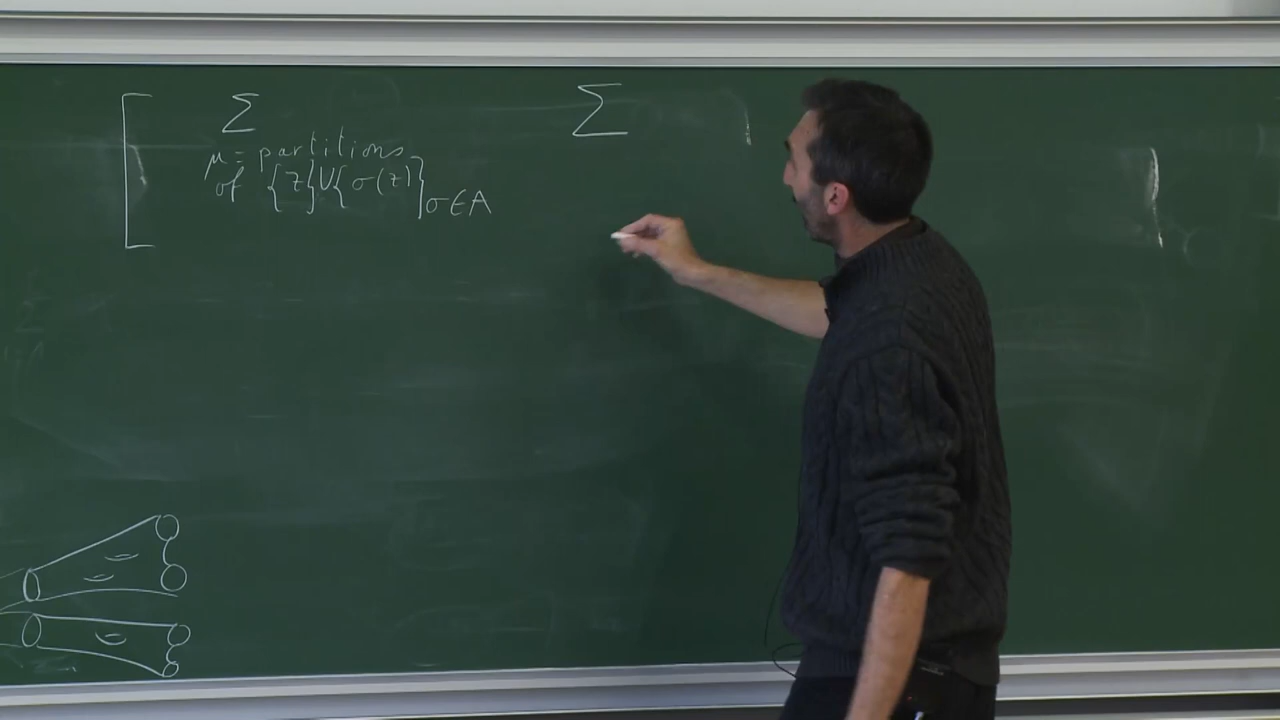 [ Σ Σ
μ = partitions
of {z}∪{σ(z)}σ∈A